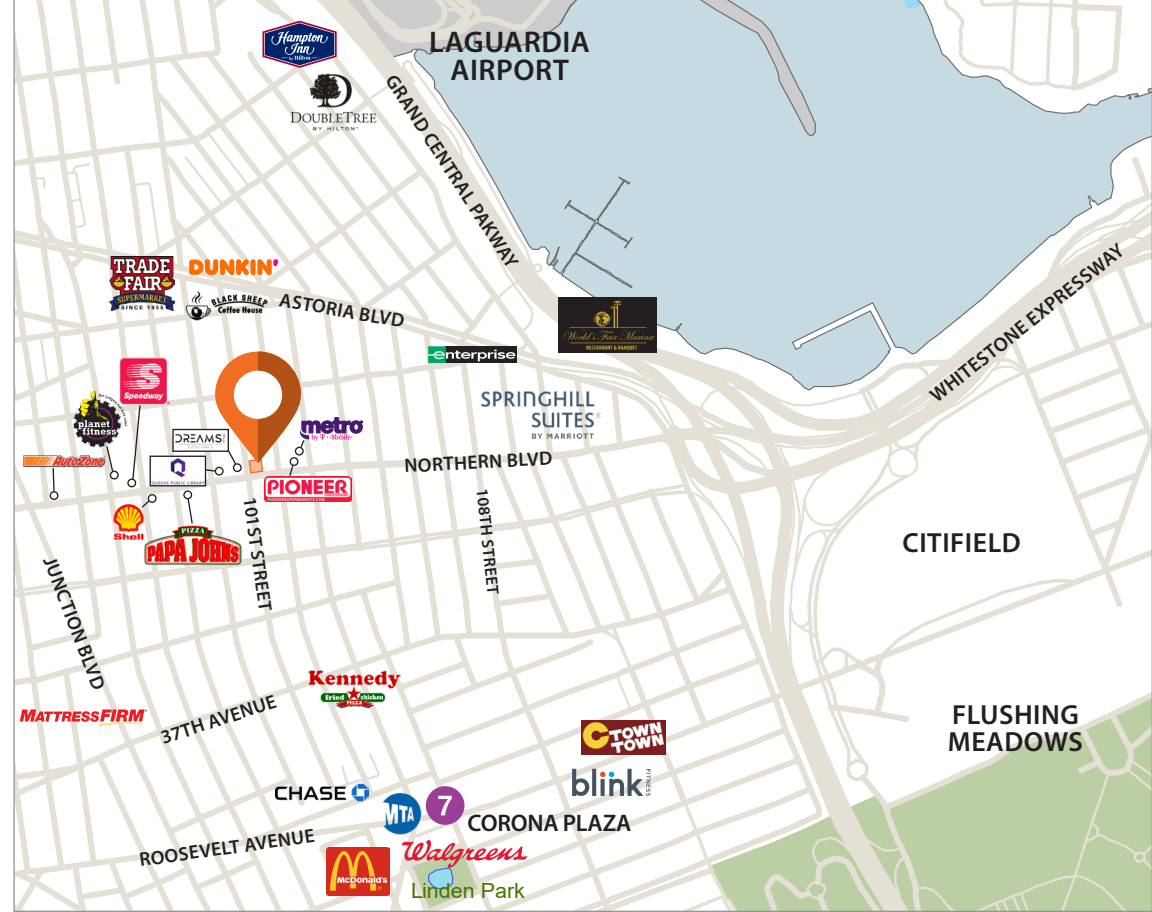 Hampton
Inn
by Hilton
LAGUARDIA
AIRPORT
DOUBLETREE
BY HILTON™
GRAND CENTRAL PAKWAY
TRADE
FAIR
SUPERMARKET
SINCE 1955
DUNKIN'
BLACK SHEEP
Coffee House
ASTORIA BLVD
World's Fair Marina
RESTAURANT & BANQUET
WHITESTONE EXPRESSWAY
enterprise
Speedway
planet
fitness
SPRINGHILL
SUITES®
BY MARRIOTT
metro
by T-Mobile
DREAMS
AutoZone
Q
QUEENS PUBLIC LIBRARY
NORTHERN BLVD
PIONEER
PIONEERSUPERMARKETS.COM
Shell
PIZZA
PAPA JOHNS
101ST STREET
108TH STREET
CITIFIELD
JUNCTION BLVD
Kennedy
fried chicken
PIZZA
MATTRESSFIRM
37TH AVENUE
FLUSHING
MEADOWS
C TOWN
TOWN
blink
FITNESS
CHASE
MTA
7
CORONA PLAZA
ROOSEVELT AVENUE
Walgreens
McDonald's
Linden Park